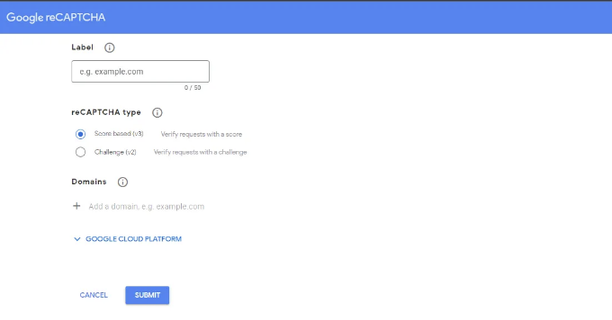 Google reCAPTCHA
Label
e.g. example.com
0 / 50
reCAPTCHA type
Score based (v3) Verify requests with a score
Challenge (v2) Verify requests with a challenge
Domains
Add a domain, e.g. example.com
GOOGLE CLOUD PLATFORM
CANCEL SUBMIT